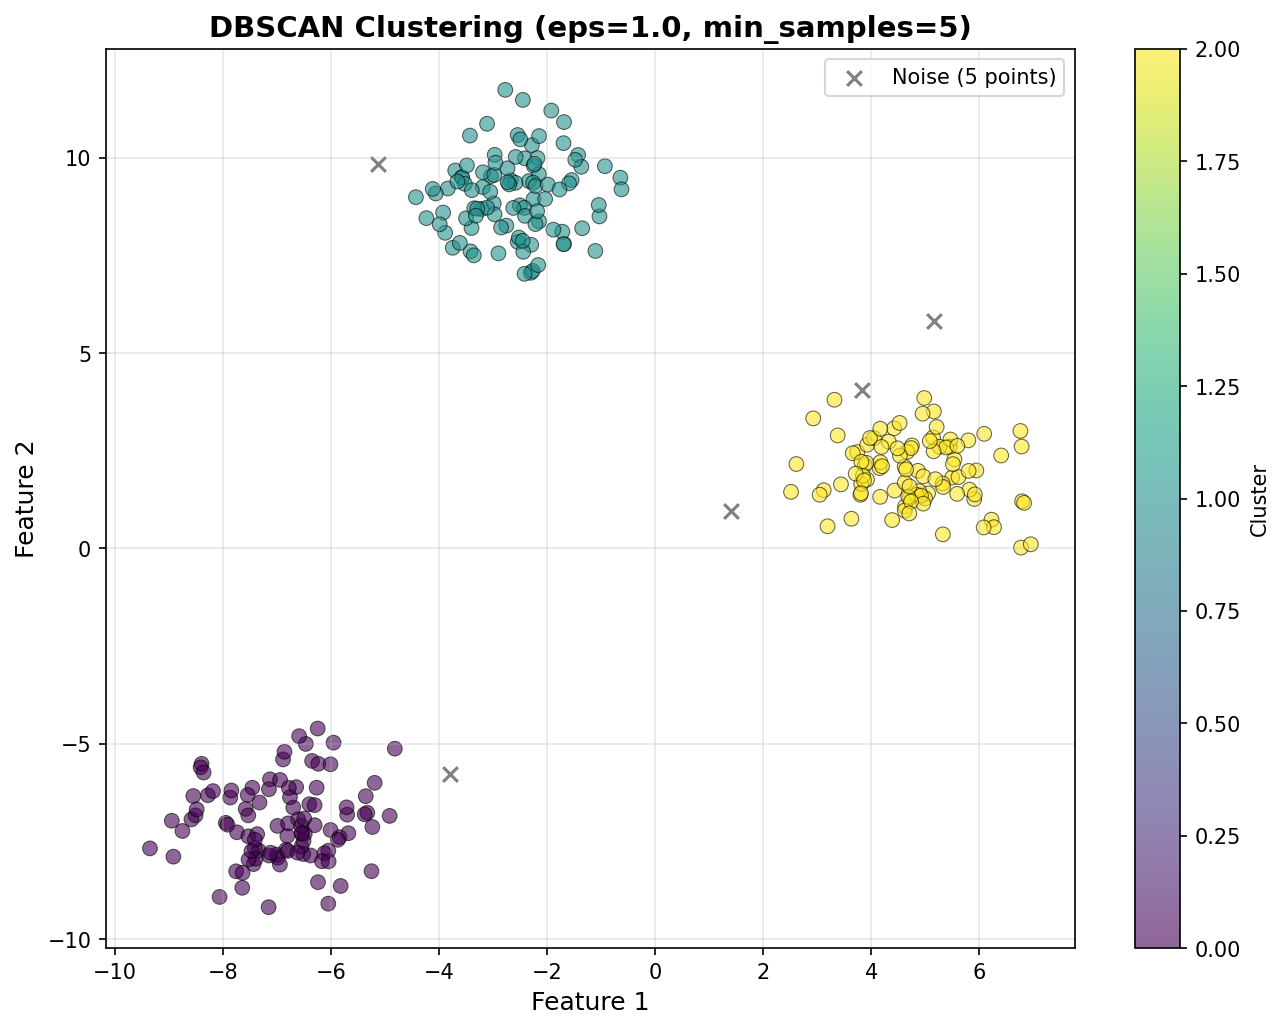 DBSCAN Clustering (eps=1.0, min_samples=5)
Noise (5 points)
Feature 2
10
5
0
−5
−10
−10 −8 −6 −4 −2 0 2 4 6
Feature 1
2.00
1.75
1.50
1.25
1.00
0.75
0.50
0.25
0.00
Cluster